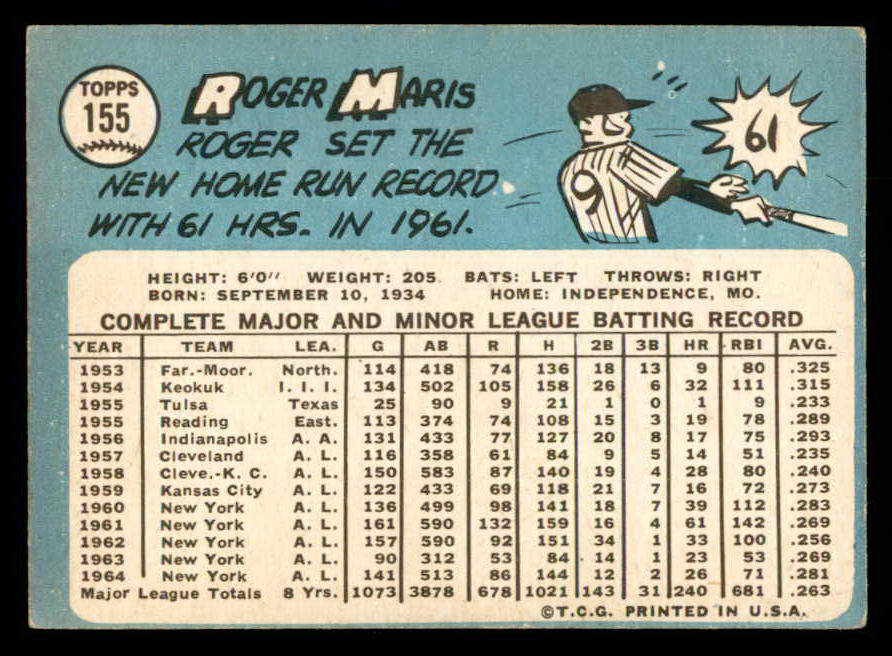 TOPPS
155
ROGER MARIS
ROGER SET THE
NEW HOME RUN RECORD
WITH 61 HRS. IN 1961.
61
9
HEIGHT: 6'0" WEIGHT: 205 BATS: LEFT THROWS: RIGHT
BORN: SEPTEMBER 10, 1934 HOME: INDEPENDENCE, MO.
COMPLETE MAJOR AND MINOR LEAGUE BATTING RECORD
YEAR TEAM LEA. G AB R H 2B 3B HR RBI AVG.
1953 Far.-Moor. North. 114 418 74 136 18 13 9 80 .325
1954 Keokuk I. I. I. 134 502 105 158 26 6 32 111 .315
1955 Tulsa Texas 25 90 9 21 1 0 1 9 .233
1955 Reading East. 113 374 74 108 15 3 19 78 .289
1956 Indianapolis A. A. 131 433 77 127 20 8 17 75 .293
1957 Cleveland A. L. 116 358 61 84 9 5 14 51 .235
1958 Cleve.-K. C. A. L. 150 583 87 140 19 4 28 80 .240
1959 Kansas City A. L. 122 433 69 118 21 7 16 72 .273
1960 New York A. L. 136 499 98 141 18 7 39 112 .283
1961 New York A. L. 161 590 132 159 16 4 61 142 .269
1962 New York A. L. 157 590 92 151 34 1 33 100 .256
1963 New York A. L. 90 312 53 84 14 1 23 53 .269
1964 New York A. L. 141 513 86 144 12 2 26 71 .281
Major League Totals 8 Yrs. 1073 3878 678 1021 143 31 240 681 .263
©T.C.G. PRINTED IN U.S.A.